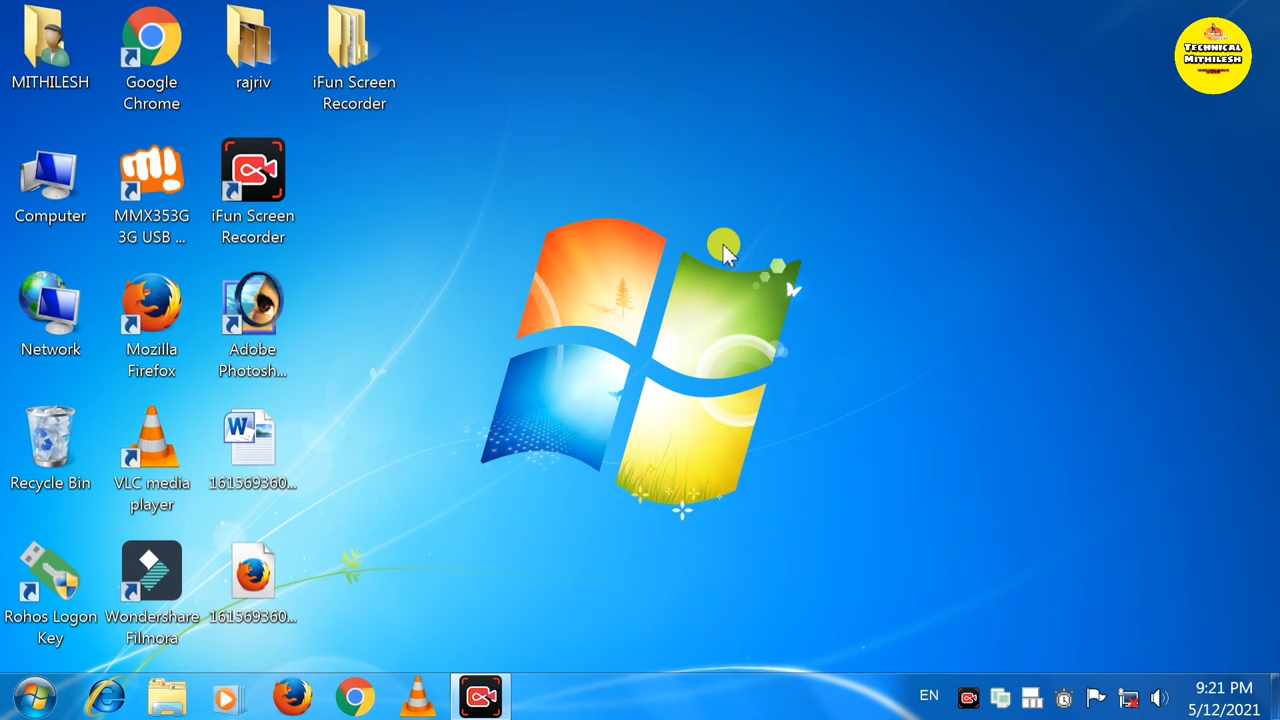 MITHILESH
Google
Chrome
rajriv
iFun Screen
Recorder
Computer
MMX353G
3G USB ...
iFun Screen
Recorder
Network
Mozilla
Firefox
Adobe
Photosh...
Recycle Bin
VLC media
player
161569360...
Rohos Logon
Key
Wondershare
Filmora
161569360...
TECHNICAL
MITHILESH
EN
9:21 PM
5/12/2021